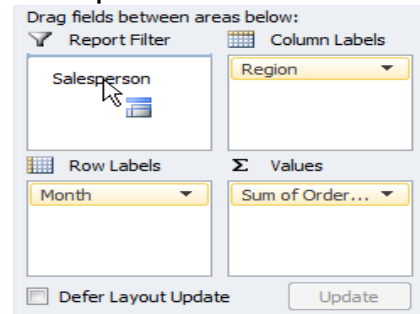 Drag fields between areas below:
Report Filter
Column Labels
Salesperson
Region
Row Labels
Σ Values
Month
Sum of Order...
Defer Layout Update
Update